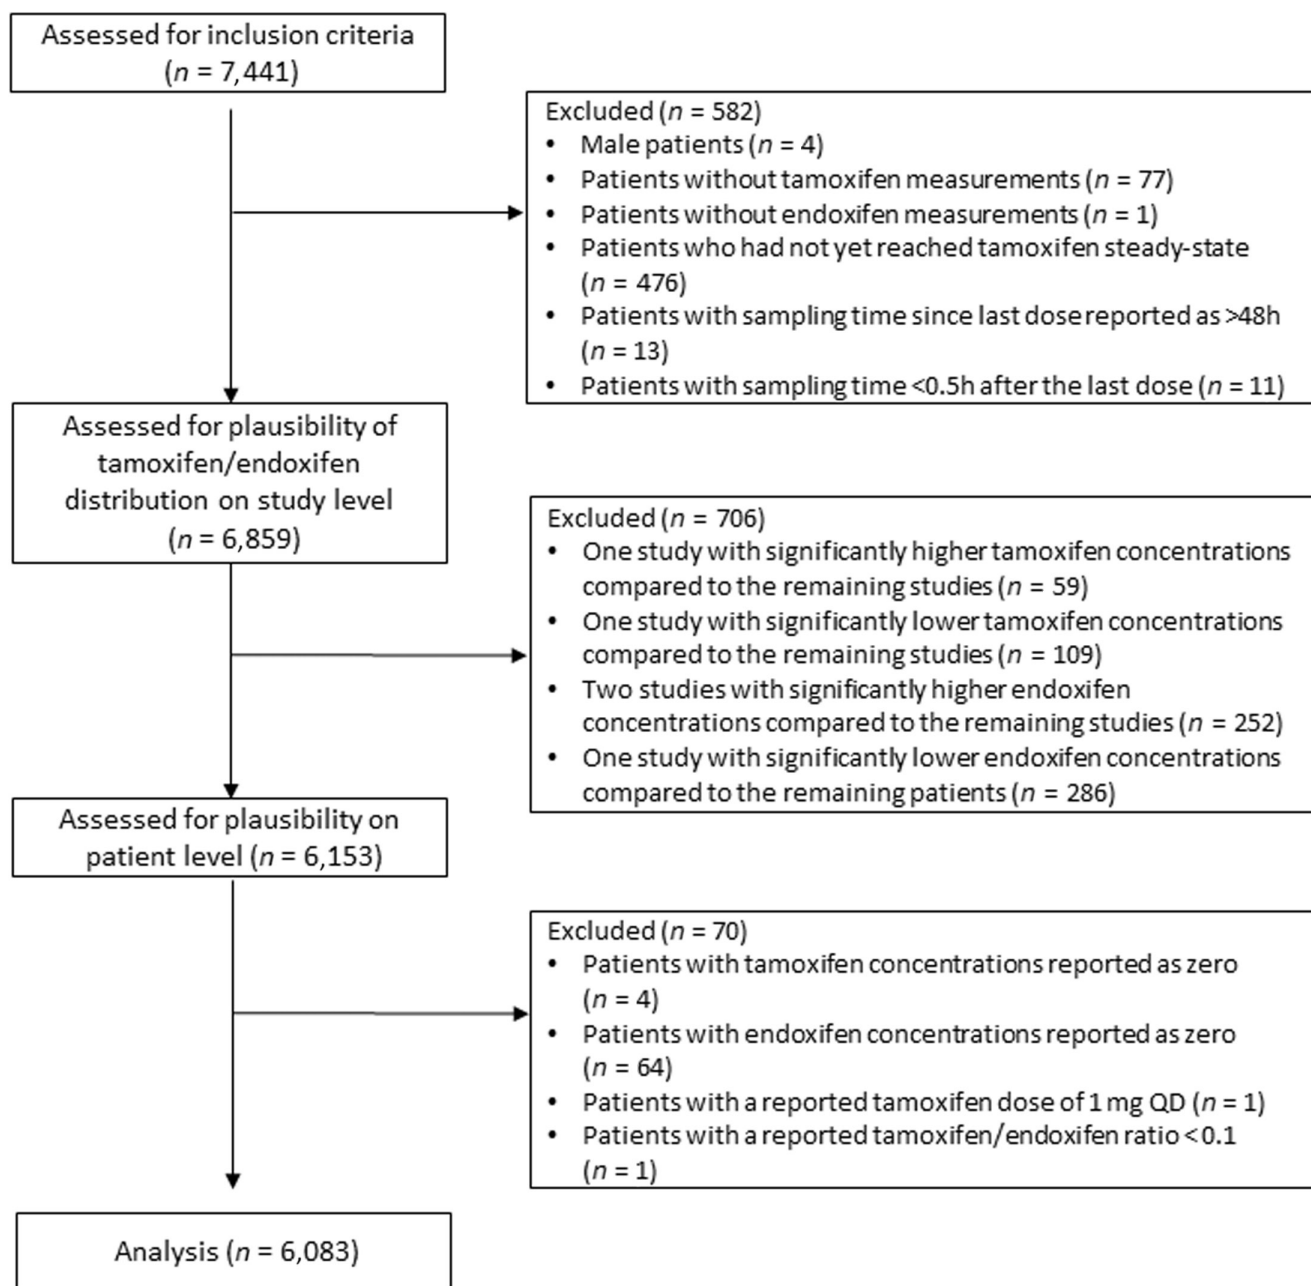 Assessed for inclusion criteria
(n = 7,441)
Excluded (n = 582)
• Male patients (n = 4)
• Patients without tamoxifen measurements (n = 77)
• Patients without endoxifen measurements (n = 1)
• Patients who had not yet reached tamoxifen steady-state
(n = 476)
• Patients with sampling time since last dose reported as >48h
(n = 13)
• Patients with sampling time <0.5h after the last dose (n = 11)
Assessed for plausibility of
tamoxifen/endoxifen
distribution on study level
(n = 6,859)
Excluded (n = 706)
• One study with significantly higher tamoxifen concentrations
compared to the remaining studies (n = 59)
• One study with significantly lower tamoxifen concentrations
compared to the remaining studies (n = 109)
• Two studies with significantly higher endoxifen
concentrations compared to the remaining studies (n = 252)
• One study with significantly lower endoxifen concentrations
compared to the remaining patients (n = 286)
Assessed for plausibility on
patient level (n = 6,153)
Excluded (n = 70)
• Patients with tamoxifen concentrations reported as zero
(n = 4)
• Patients with endoxifen concentrations reported as zero
(n = 64)
• Patients with a reported tamoxifen dose of 1 mg QD (n = 1)
• Patients with a reported tamoxifen/endoxifen ratio <0.1
(n = 1)
Analysis (n = 6,083)